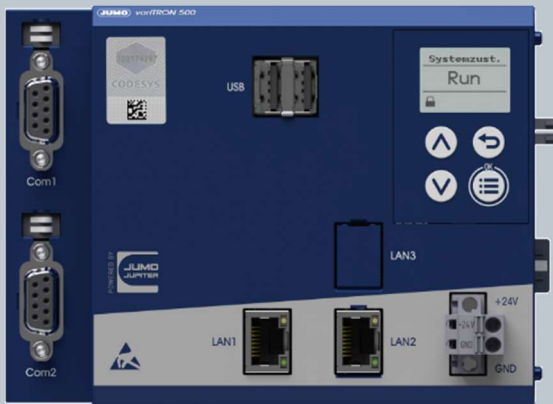 JUMO variTRON 500
CODESYS
USB
Systemzust.
Run
OK
Com1
LAN3
POWERED BY
JUMO
JUPITER
+24V
LAN1
LAN2
+24V
GND
GND
Com2